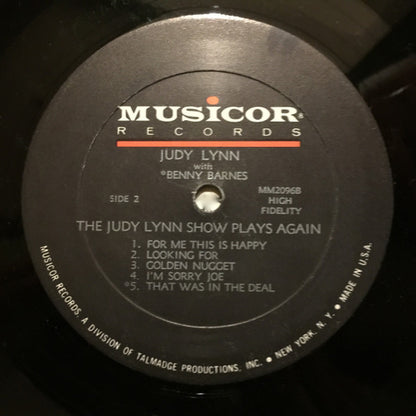 MUSICOR®
RECORDS
JUDY LYNN
with
*BENNY BARNES
SIDE 2
MM2096B
HIGH
FIDELITY
THE JUDY LYNN SHOW PLAYS AGAIN
1. FOR ME THIS IS HAPPY
2. LOOKING FOR
3. GOLDEN NUGGET
4. I'M SORRY JOE
*5. THAT WAS IN THE DEAL
MUSICOR RECORDS, A DIVISION OF TALMADGE PRODUCTIONS, INC. • NEW YORK, N. Y. • MADE IN U.S.A.